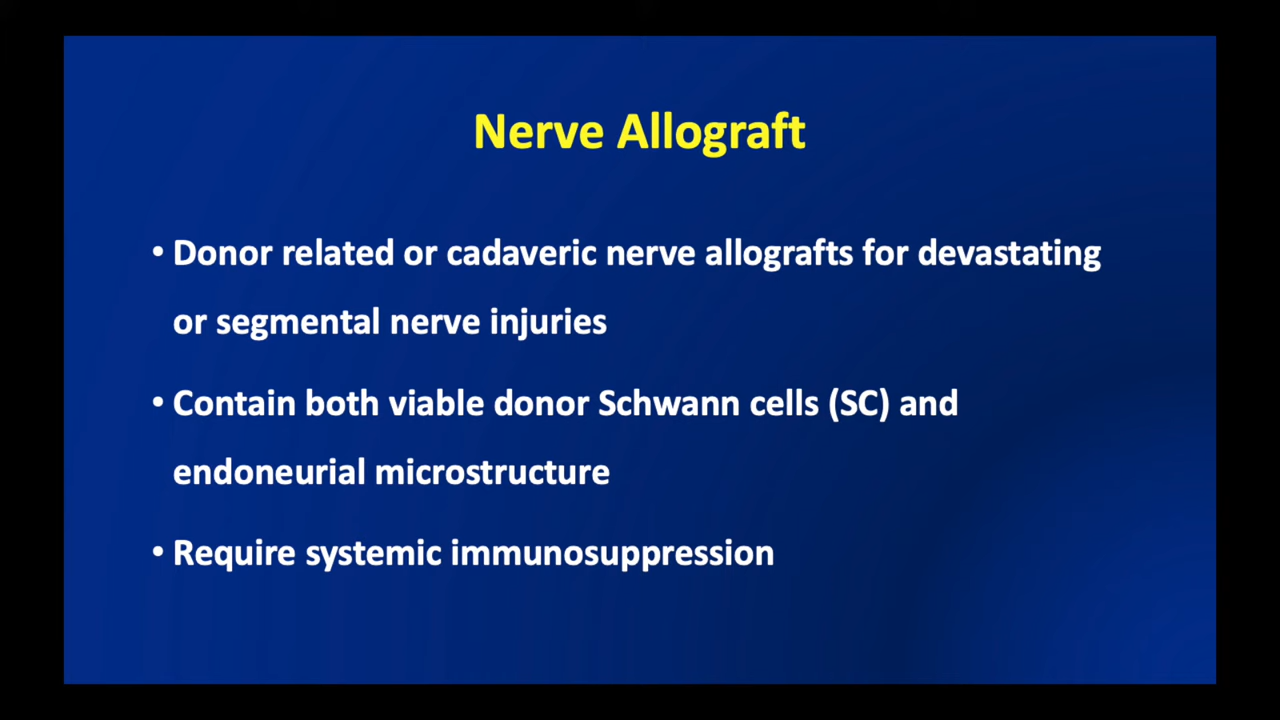 Nerve Allograft
• Donor related or cadaveric nerve allografts for devastating
or segmental nerve injuries
• Contain both viable donor Schwann cells (SC) and
endoneurial microstructure
• Require systemic immunosuppression